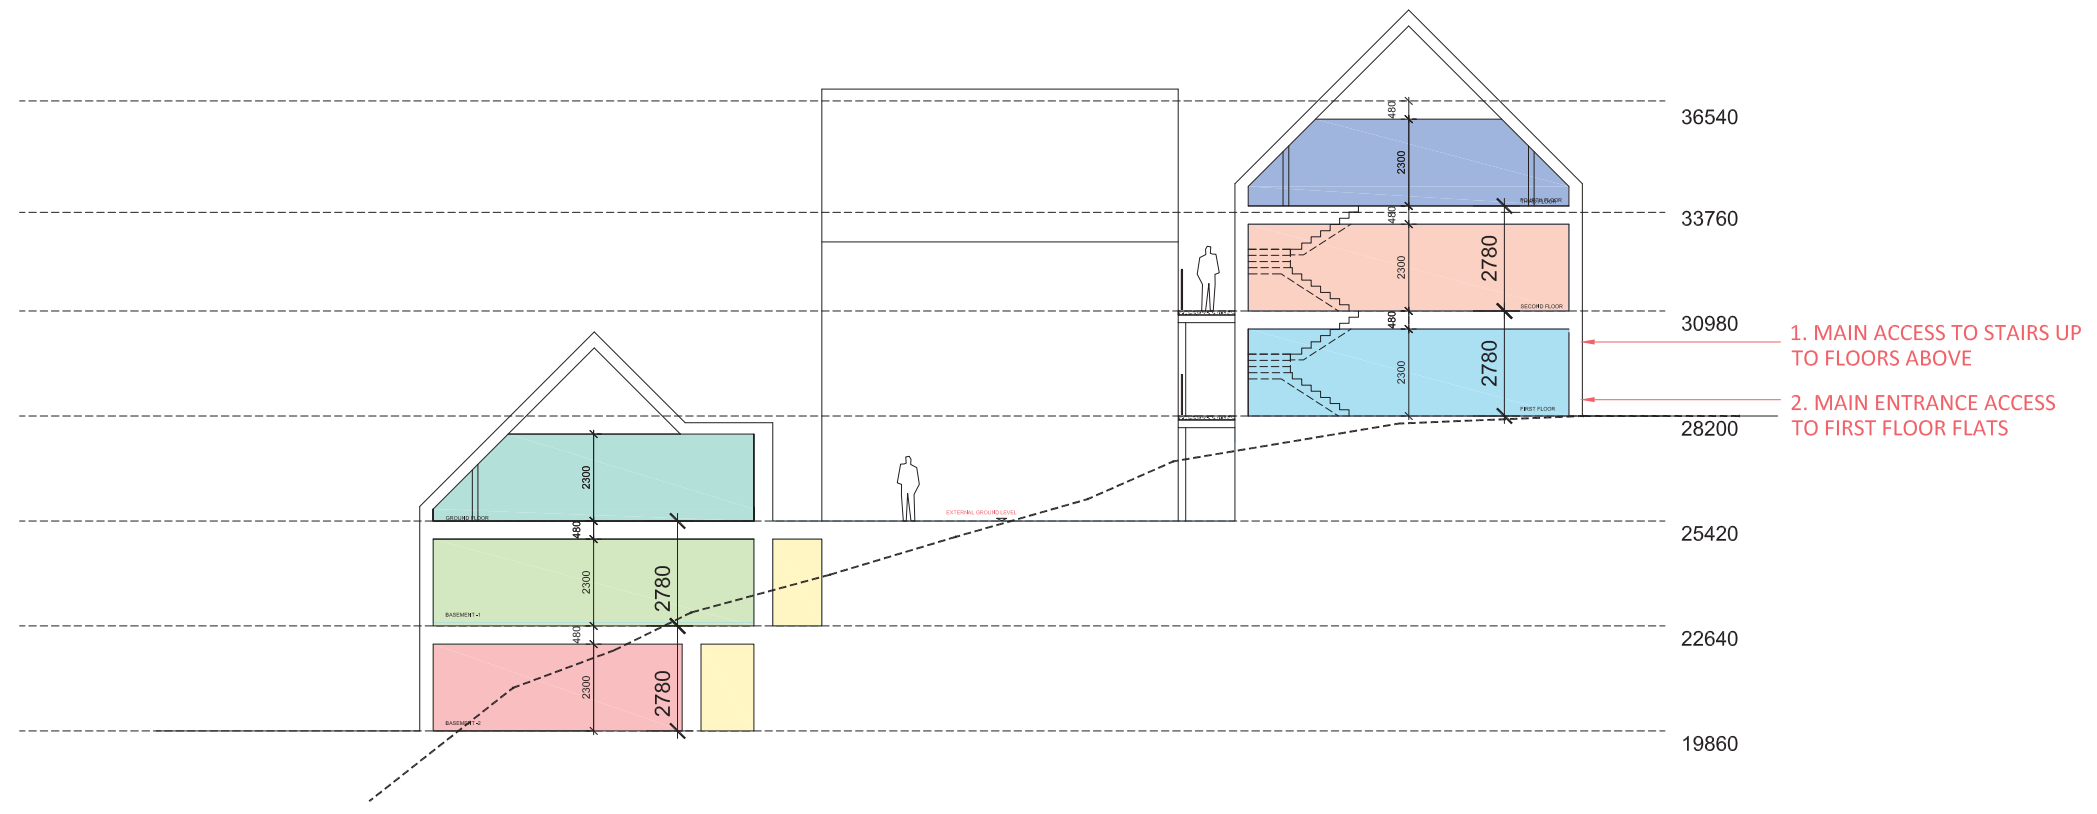 480
36540
2300
FOURTH FLOOR
480
33760
2300
2780
SECOND FLOOR
480
30980
1. MAIN ACCESS TO STAIRS UP
TO FLOORS ABOVE
2300
2780
2. MAIN ENTRANCE ACCESS
TO FIRST FLOOR FLATS
FIRST FLOOR
28200
2300
EXTERNAL GROUND LEVEL
GROUND FLOOR
480
25420
2300
2780
BASEMENT -1
480
22640
2300
2780
BASEMENT -2
19860